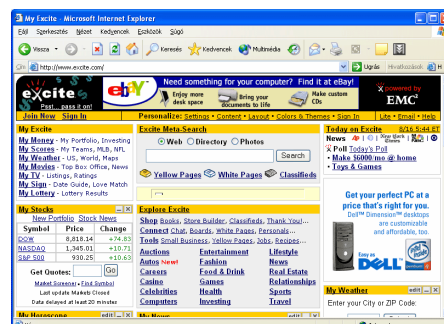 My Excite - Microsoft Internet Explorer
Fájl Szerkesztés Nézet Kedvencek Eszközök Súgó
Vissza Keresés Kedvencek Multimédia
Cím http://www.excite.com/ Ugrás Hivatkozások
excite
Psst... pass it on!
ebY
Need something for your computer? Find it at eBay!
Enjoy more desk space
Bring your documents to life
Make custom CDs
powered by
EMC²
Join Now Sign In
Personalize: Settings • Content • Layout • Colors & Themes • Sign In
Lite • Email • Help
My Excite
My Money - My Portfolio, Investing
My Scores - My Teams, MLB, NFL
My Weather - US, World, Maps
My Movies - Top Box Office, News
My TV - Listings, Ratings
My Sign - Date Guide, Love Match
My Lottery - Lottery Results
My Stocks
New Portfolio Stock News
Symbol Price Change
DOW 8,818.14 +74.83
NASDAQ 1,345.01 +10.71
S&P 500 930.25 +10.63
Get Quotes: Go
Market Screener • Find Symbol
Last update Markets Closed
Data delayed at least 20 minutes
My Horoscope edit
Excite Meta-Search
Web Directory Photos
Search
Yellow Pages White Pages Classifieds
Explore Excite
Shop Books, Store Builder, Classifieds, Thank You!...
Connect Chat, Boards, White Pages, Personals...
Tools Small Business, Yellow Pages, Jobs, Recipes...
Auctions Entertainment Lifestyle
Autos New! Fashion News
Careers Food & Drink Real Estate
Casino Games Relationships
Celebrities Health Sports
Computers Investing Travel
My News edit
Today on Excite 8/16 5:44 ET
News
Poll Today's Poll
• Make $6000/mo @ home
• Toys & Games
Get your perfect PC at a
price that's right for you.
Dell™ Dimension™ desktops
are customizable
and affordable, too.
Easy as
DELL
My Weather edit
Enter your City or ZIP Code: